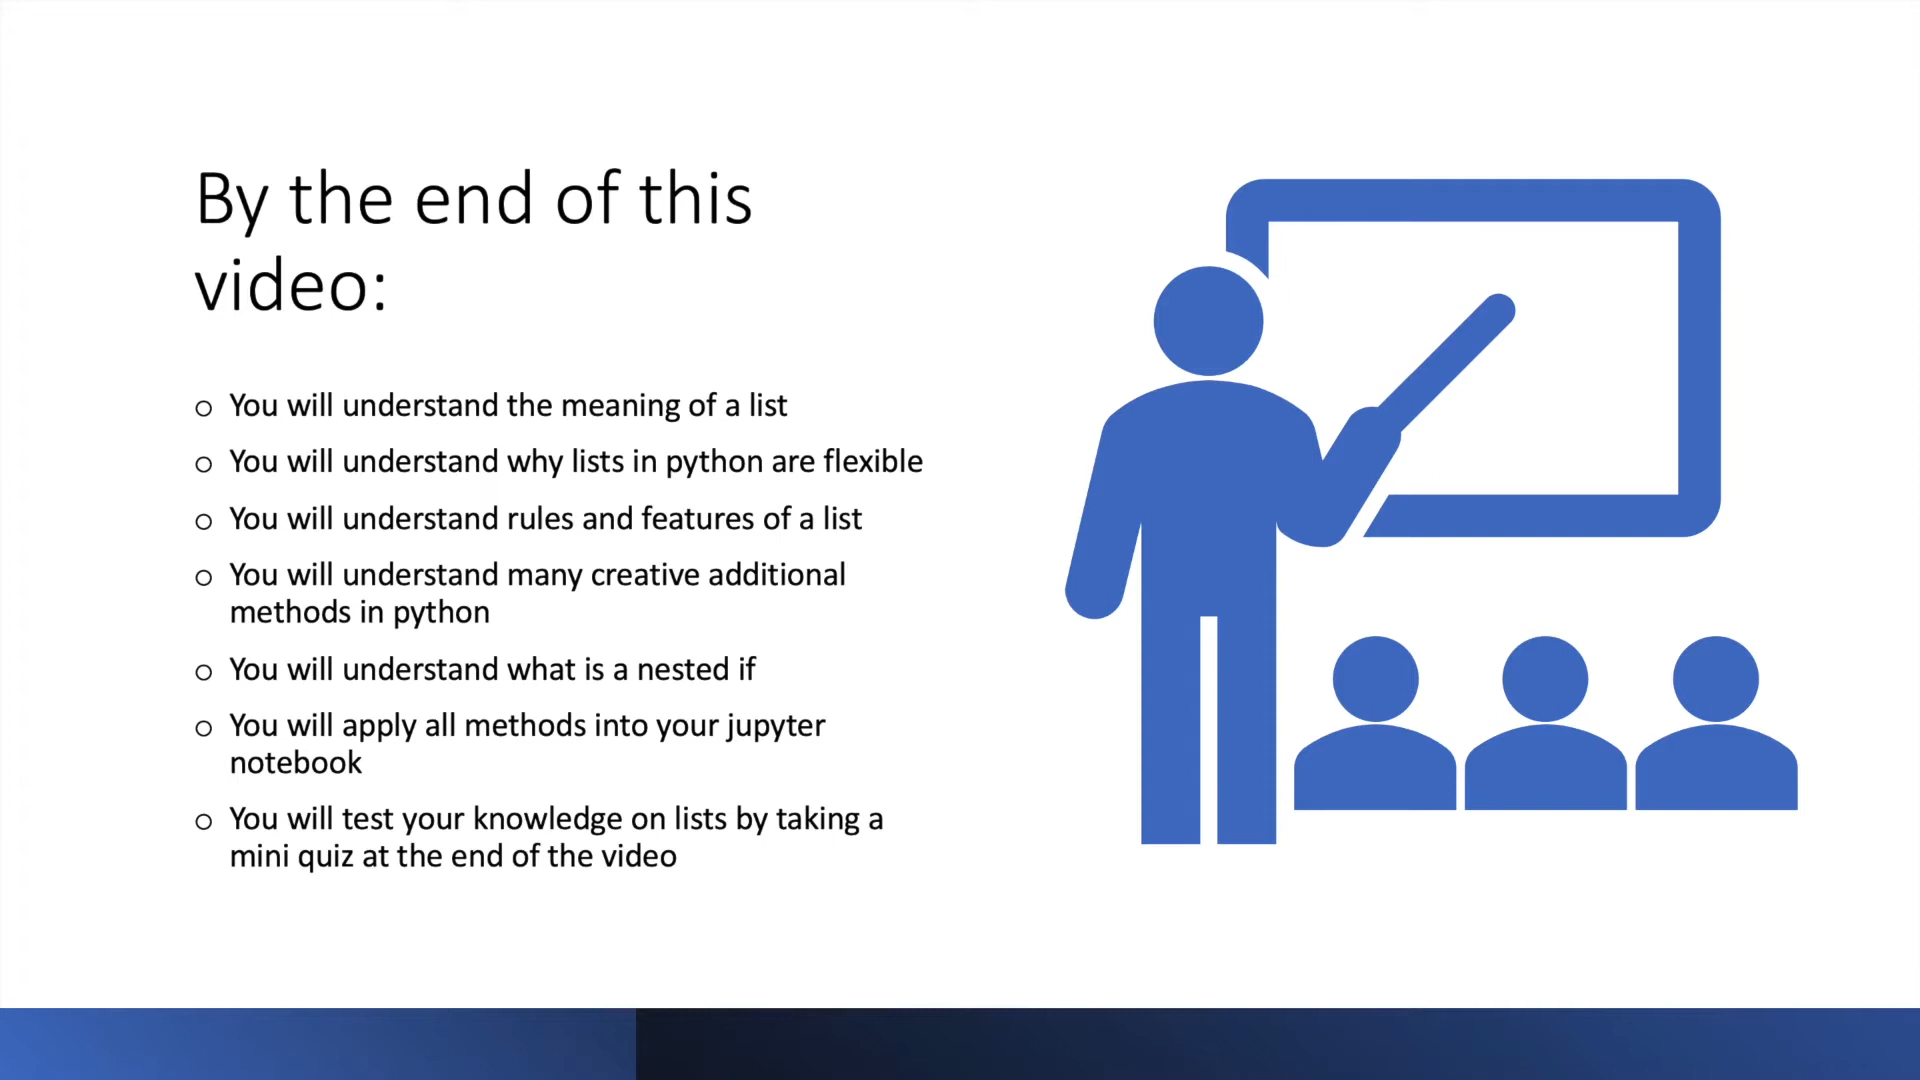 By the end of this
video:
o You will understand the meaning of a list
o You will understand why lists in python are flexible
o You will understand rules and features of a list
o You will understand many creative additional
methods in python
o You will understand what is a nested if
o You will apply all methods into your jupyter
notebook
o You will test your knowledge on lists by taking a
mini quiz at the end of the video